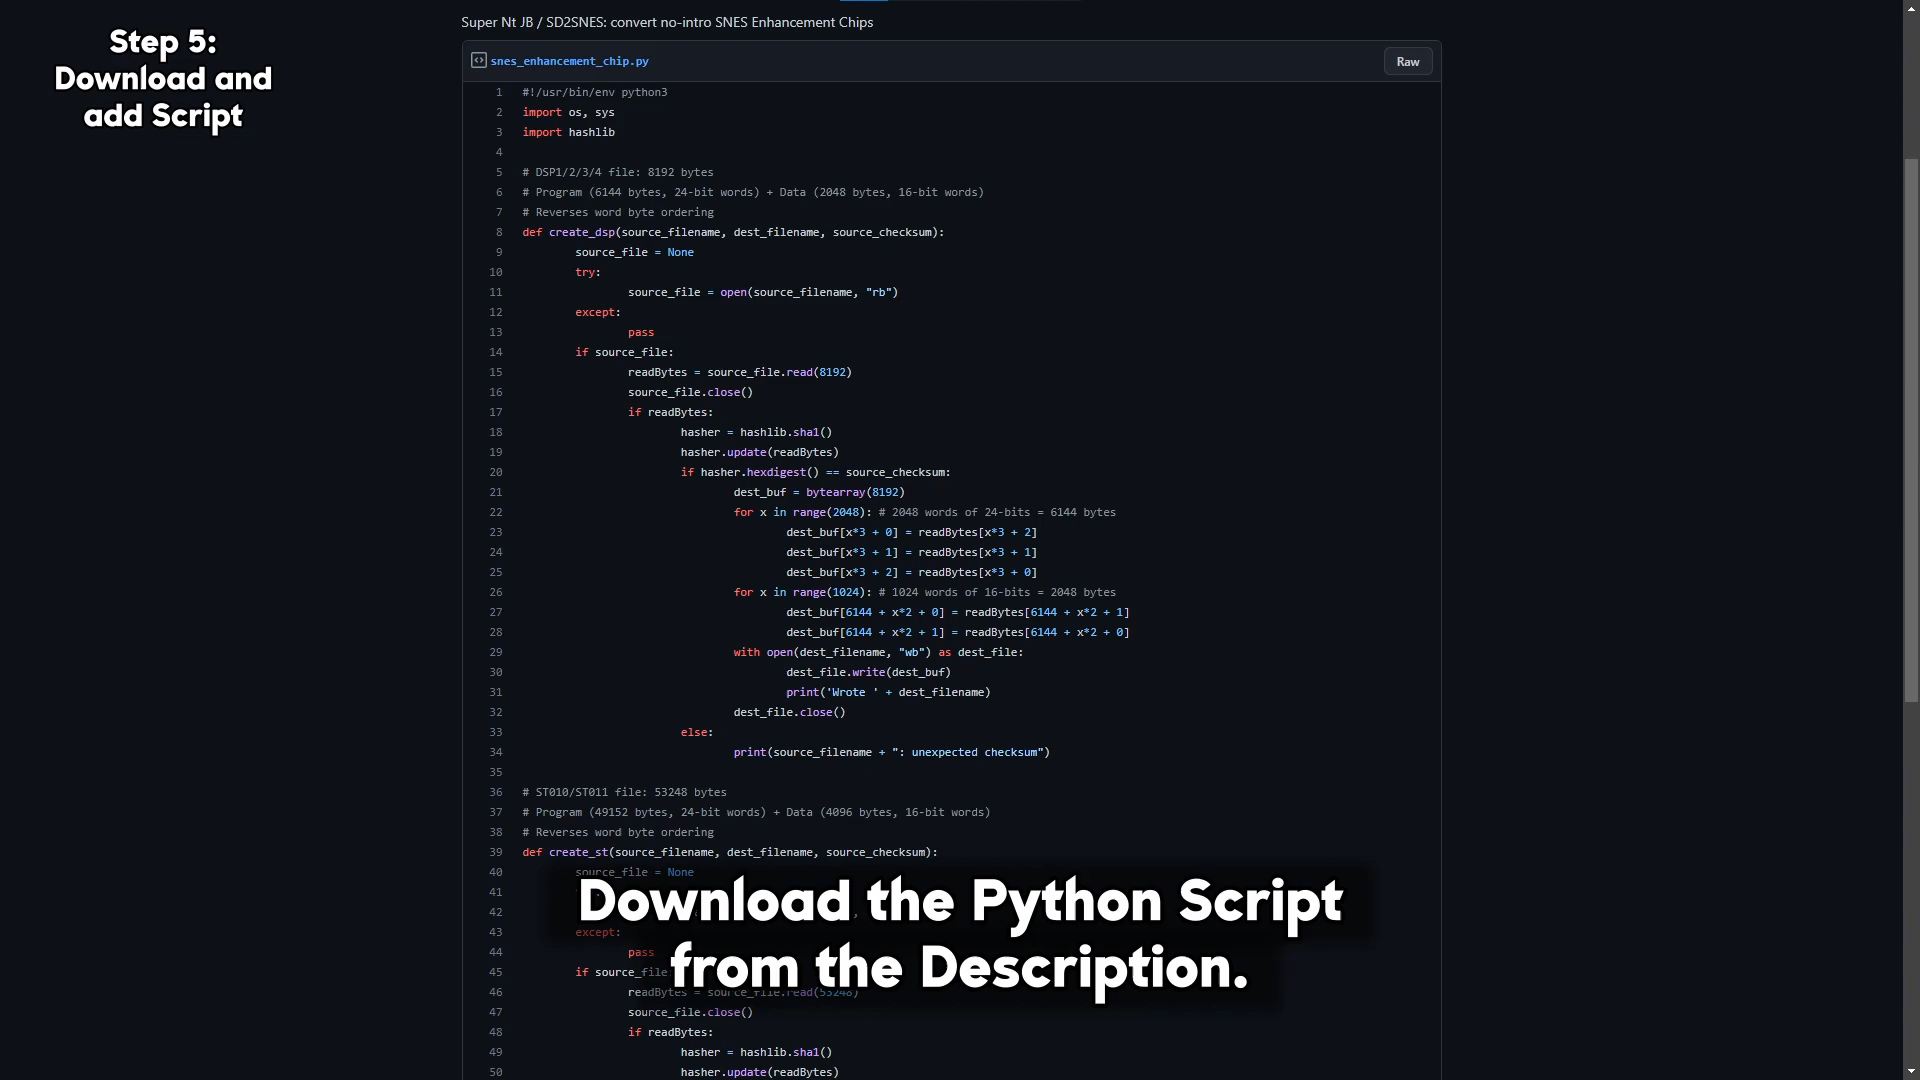 Step 5:
Download and
add Script
Super Nt JB / SD2SNES: convert no-intro SNES Enhancement Chips
snes_enhancement_chip.py
Raw
1 #!/usr/bin/env python3
2 import os, sys
3 import hashlib
4
5 # DSP1/2/3/4 file: 8192 bytes
6 # Program (6144 bytes, 24-bit words) + Data (2048 bytes, 16-bit words)
7 # Reverses word byte ordering
8 def create_dsp(source_filename, dest_filename, source_checksum):
9 source_file = None
10 try:
11 source_file = open(source_filename, "rb")
12 except:
13 pass
14 if source_file:
15 readBytes = source_file.read(8192)
16 source_file.close()
17 if readBytes:
18 hasher = hashlib.sha1()
19 hasher.update(readBytes)
20 if hasher.hexdigest() == source_checksum:
21 dest_buf = bytearray(8192)
22 for x in range(2048): # 2048 words of 24-bits = 6144 bytes
23 dest_buf[x*3 + 0] = readBytes[x*3 + 2]
24 dest_buf[x*3 + 1] = readBytes[x*3 + 1]
25 dest_buf[x*3 + 2] = readBytes[x*3 + 0]
26 for x in range(1024): # 1024 words of 16-bits = 2048 bytes
27 dest_buf[6144 + x*2 + 0] = readBytes[6144 + x*2 + 1]
28 dest_buf[6144 + x*2 + 1] = readBytes[6144 + x*2 + 0]
29 with open(dest_filename, "wb") as dest_file:
30 dest_file.write(dest_buf)
31 print('Wrote ' + dest_filename)
32 dest_file.close()
33 else:
34 print(source_filename + ": unexpected checksum")
35
36 # ST010/ST011 file: 53248 bytes
37 # Program (49152 bytes, 24-bit words) + Data (4096 bytes, 16-bit words)
38 # Reverses word byte ordering
39 def create_st(source_filename, dest_filename, source_checksum):
40 source_file = None
41
42
43 except:
44 pass
45 if source_file
46 readBytes = source_file.read(53248)
47 source_file.close()
48 if readBytes:
49 hasher = hashlib.sha1()
50 hasher.update(readBytes)
Download the Python Script
from the Description.